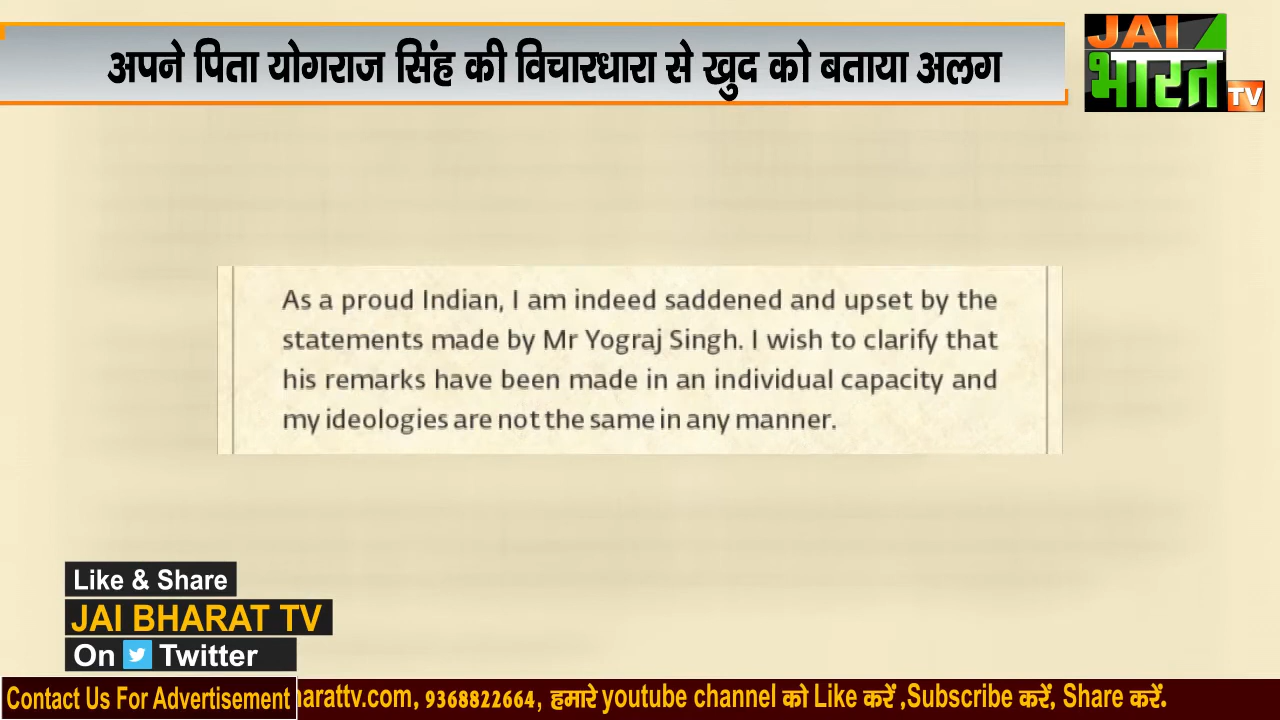 अपने पिता योगराज सिंह की विचारधारा से खुद को बताया अलग
JAI
भारत
TV
As a proud Indian, I am indeed saddened and upset by the
statements made by Mr Yograj Singh. I wish to clarify that
his remarks have been made in an individual capacity and
my ideologies are not the same in any manner.
Like & Share
JAI BHARAT TV
On Twitter
Contact Us For Advertisement harattv.com, 9368822664, हमारे youtube channel को Like करें ,Subscribe करें, Share करें.